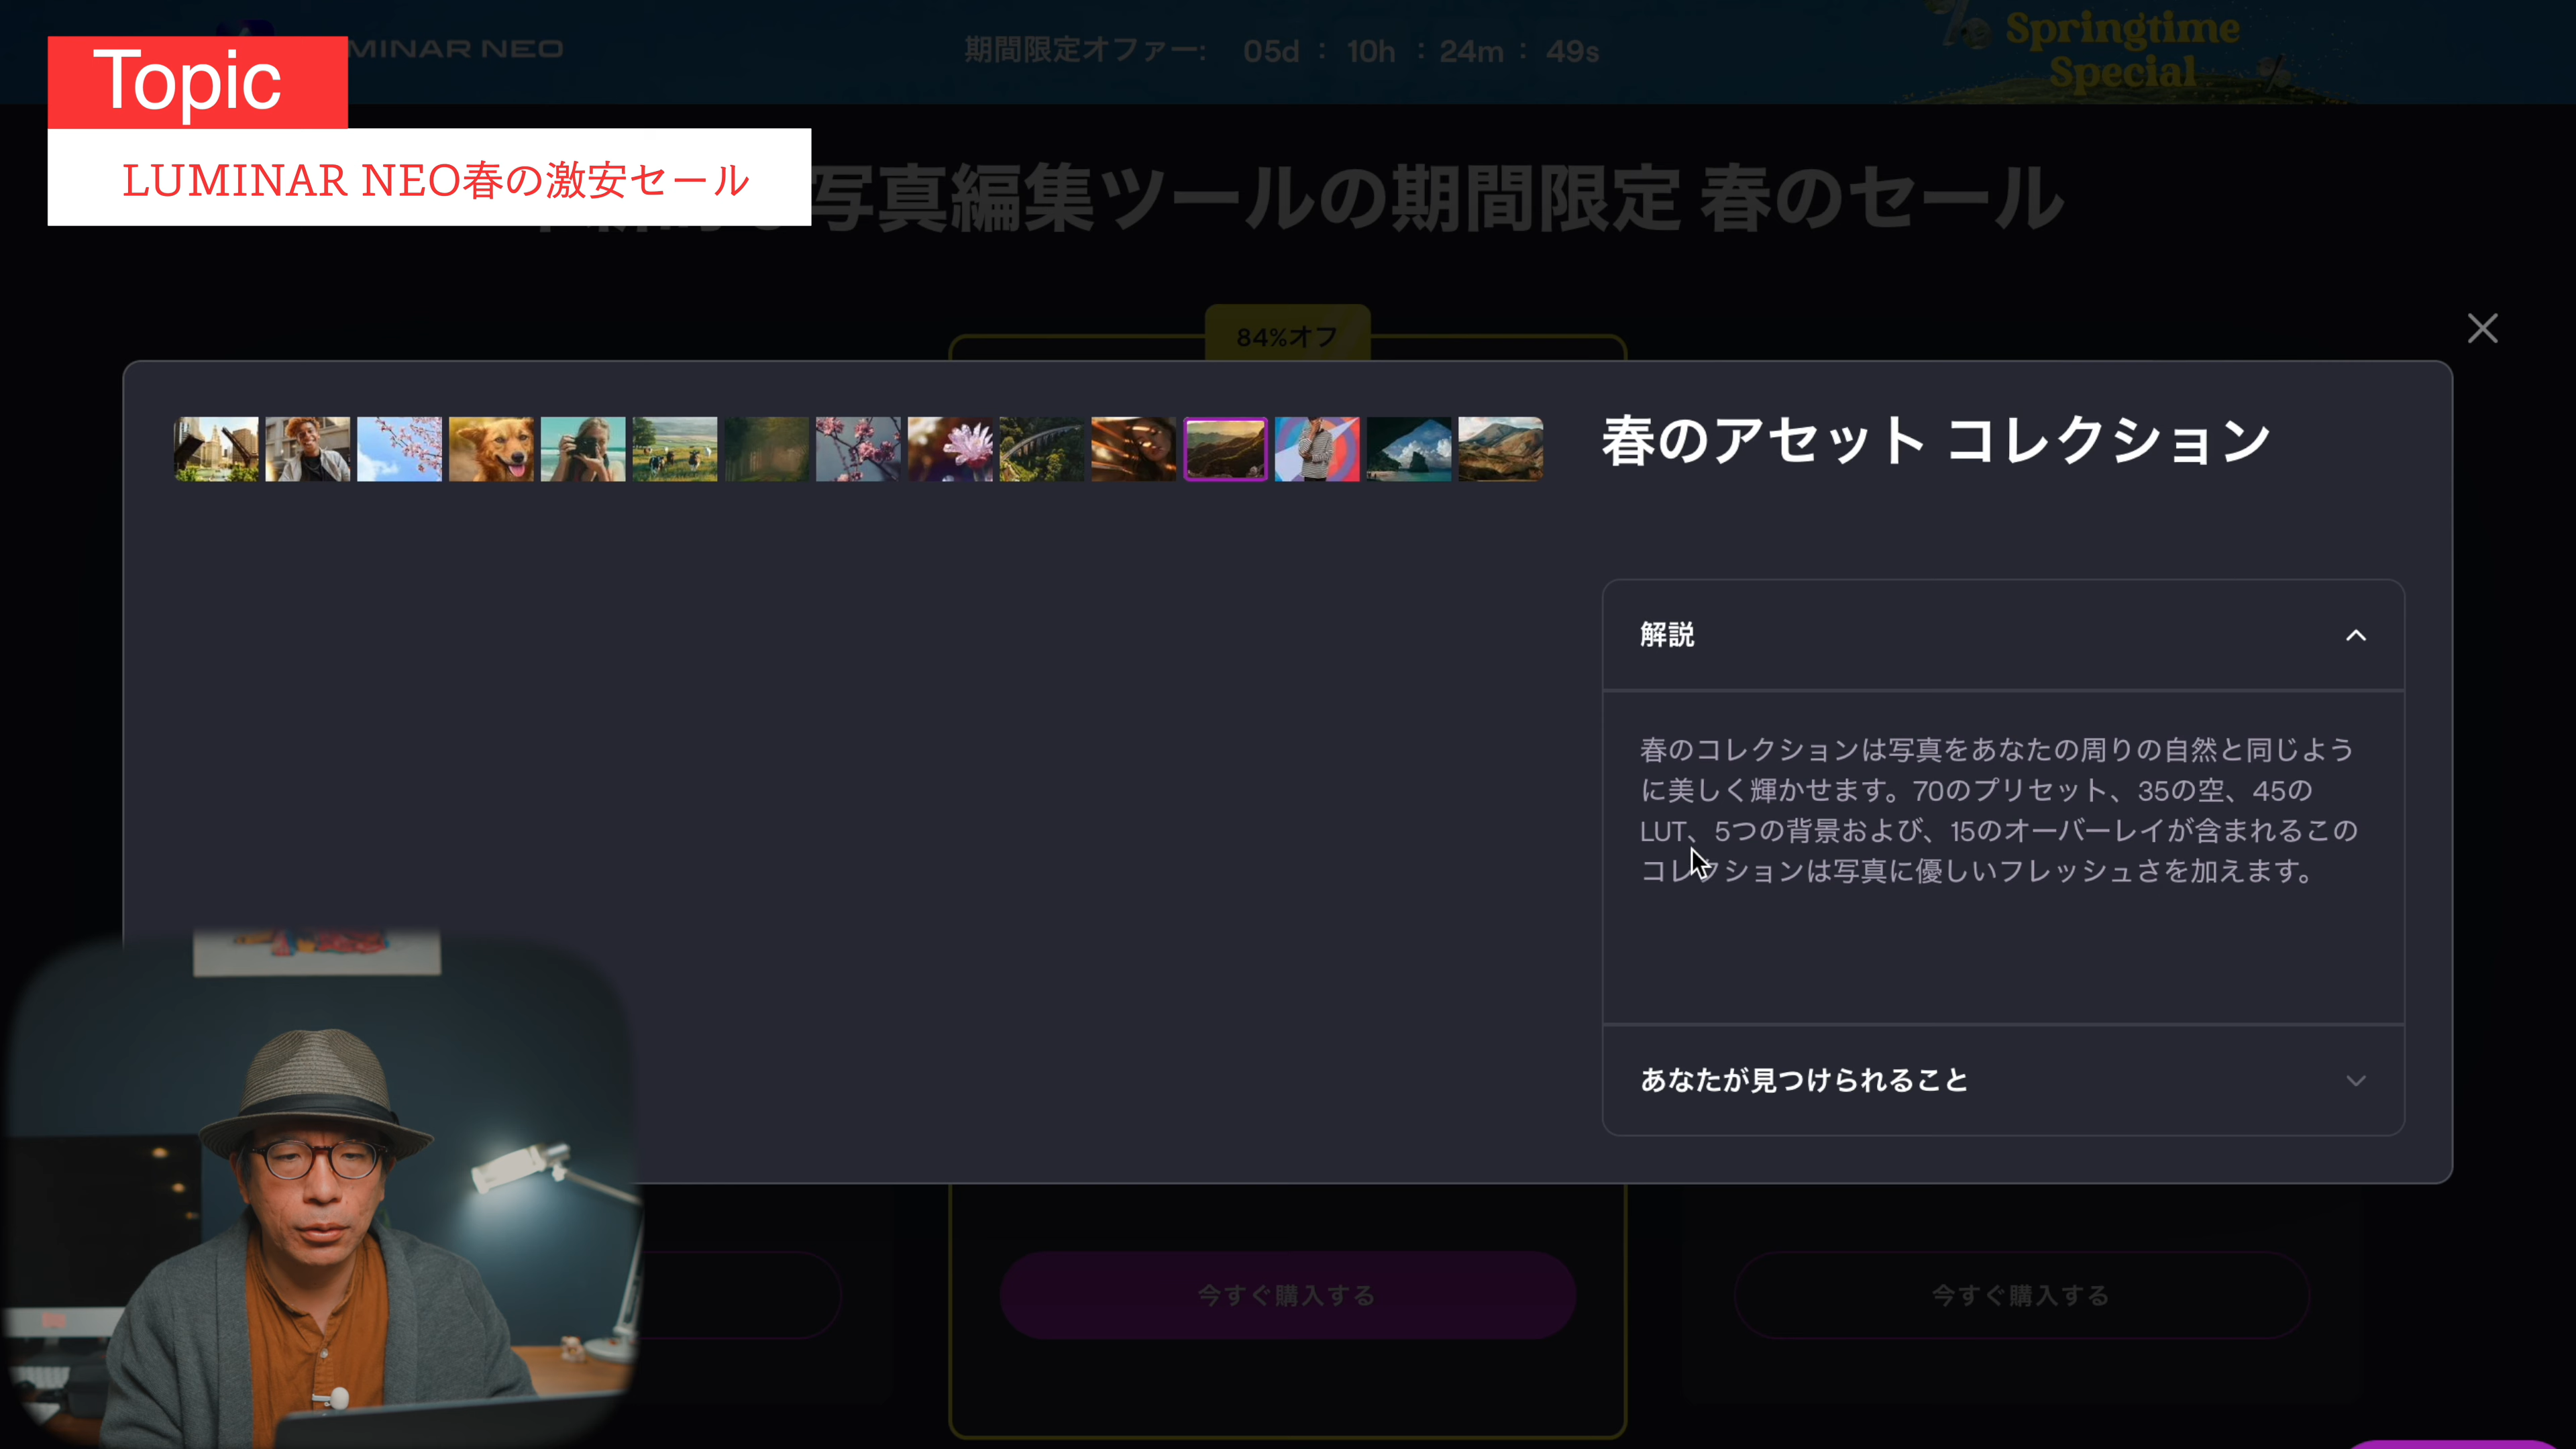 Topic
LUMINAR NEO春の激安セール
MINAR NEO
期間限定オファー: 05d : 10h : 24m : 49s
Springtime
Special
写真編集ツールの期間限定 春のセール
84%オフ
春のアセット コレクション
解説
春のコレクションは写真をあなたの周りの自然と同じよう
に美しく輝かせます。70のプリセット、35の空、45の
LUT、5つの背景および、15のオーバーレイが含まれるこの
コレクションは写真に優しいフレッシュさを加えます。
あなたが見つけられること
今すぐ購入する
今すぐ購入する